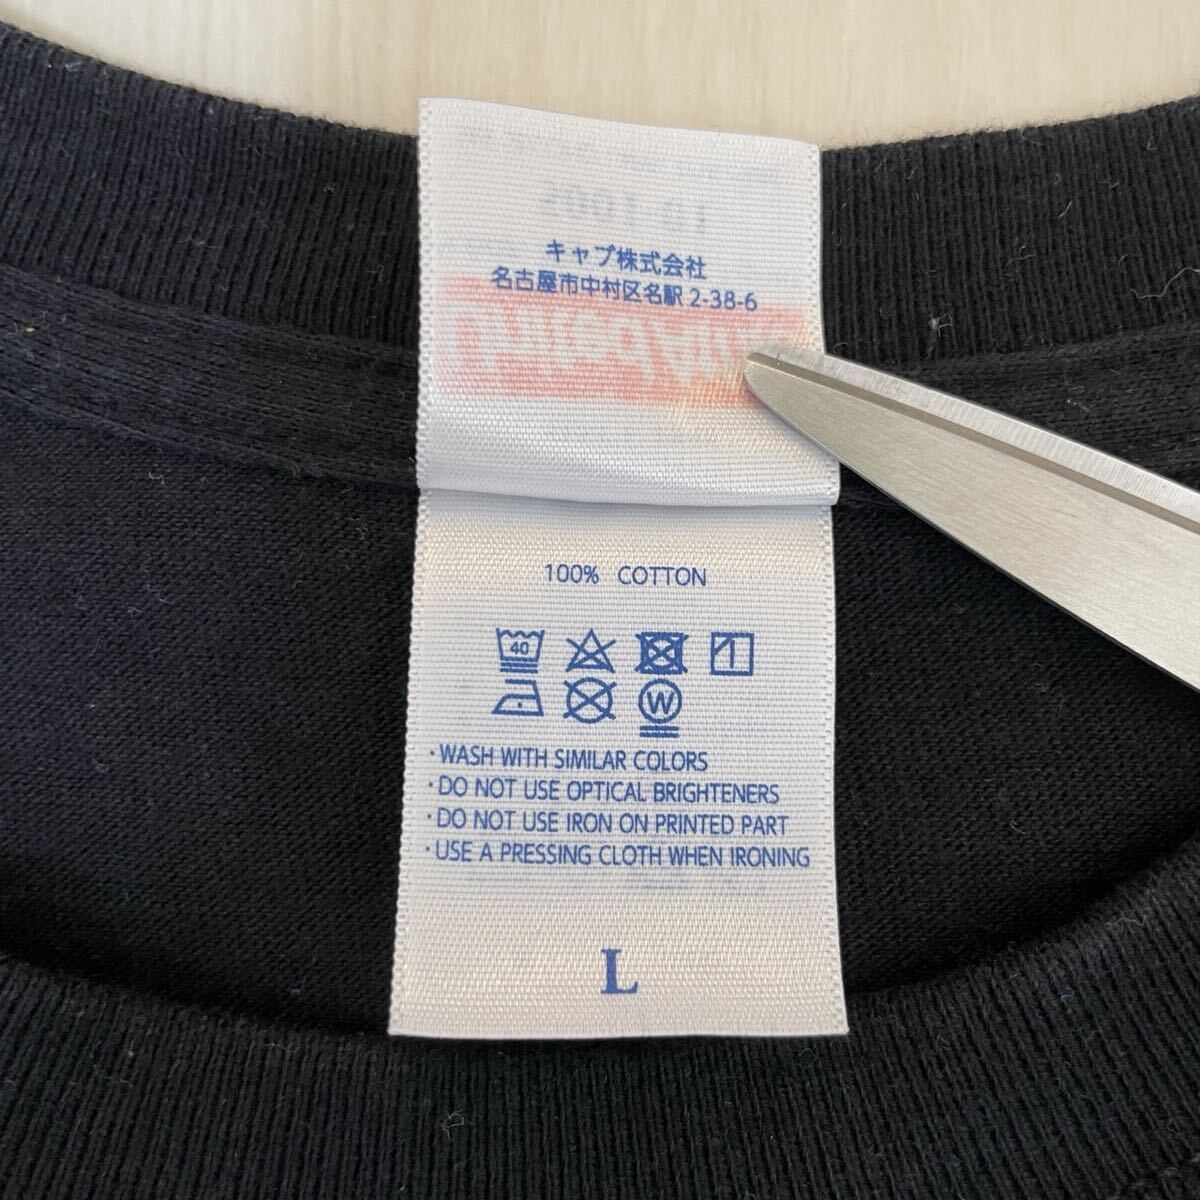 キャブ株式会社
名古屋市中村区名駅 2-38-6
100% COTTON
40
W
・WASH WITH SIMILAR COLORS
・DO NOT USE OPTICAL BRIGHTENERS
・DO NOT USE IRON ON PRINTED PART
・USE A PRESSING CLOTH WHEN IRONING
L